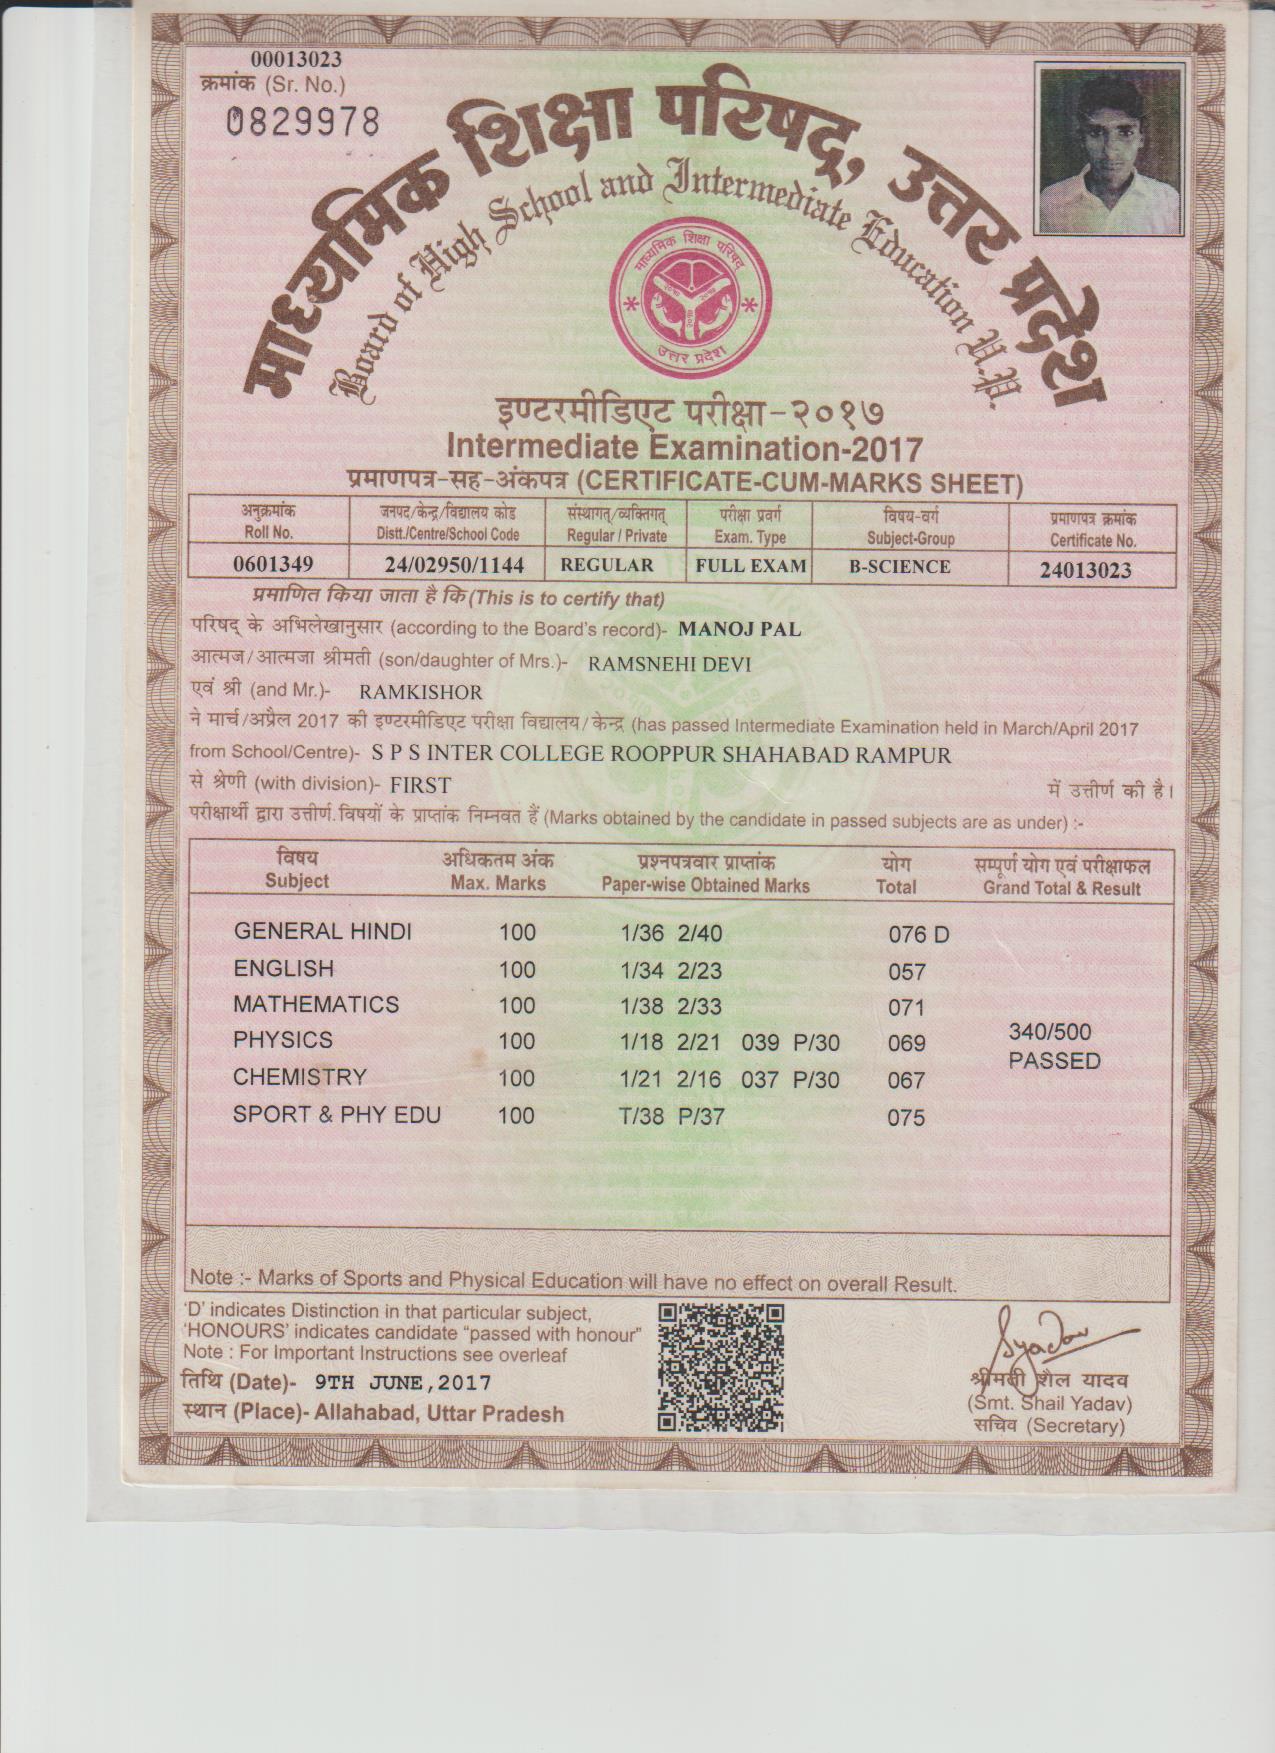 00013023
क्रमांक (Sr. No.)
0829978
माध्यमिक शिक्षा परिषद्, उत्तर प्रदेश
Board of High School and Intermediate Education U.P.
माध्यमिक शिक्षा परिषद
उत्तर प्रदेश
इण्टरमीडिएट परीक्षा-२०१७
Intermediate Examination-2017
प्रमाणपत्र-सह-अंकपत्र (CERTIFICATE-CUM-MARKS SHEET)
अनुक्रमांक जनपद/केन्द्र/विद्यालय कोड संस्थागत्/व्यक्तिगत् परीक्षा प्रवर्ग विषय-वर्ग प्रमाणपत्र क्रमांक
Roll No. Distt./Centre/School Code Regular / Private Exam. Type Subject-Group Certificate No.
0601349 24/02950/1144 REGULAR FULL EXAM B-SCIENCE 24013023
प्रमाणित किया जाता है कि (This is to certify that)
परिषद् के अभिलेखानुसार (according to the Board's record)- MANOJ PAL
आत्मज/आत्मजा श्रीमती (son/daughter of Mrs.)- RAMSNEHI DEVI
एवं श्री (and Mr.)- RAMKISHOR
ने मार्च/अप्रैल 2017 की इण्टरमीडिएट परीक्षा विद्यालय/केन्द्र (has passed Intermediate Examination held in March/April 2017
from School/Centre)- S P S INTER COLLEGE ROOPPUR SHAHABAD RAMPUR
से श्रेणी (with division)- FIRST में उत्तीर्ण की है।
परीक्षार्थी द्वारा उत्तीर्ण.विषयों के प्राप्तांक निम्नवत हैं (Marks obtained by the candidate in passed subjects are as under) :-
विषय अधिकतम अंक प्रश्नपत्रवार प्राप्तांक योग सम्पूर्ण योग एवं परीक्षाफल
Subject Max. Marks Paper-wise Obtained Marks Total Grand Total & Result
GENERAL HINDI 100 1/36 2/40 076 D
ENGLISH 100 1/34 2/23 057
MATHEMATICS 100 1/38 2/33 071
PHYSICS 100 1/18 2/21 039 P/30 069 340/500
PASSED
CHEMISTRY 100 1/21 2/16 037 P/30 067
SPORT & PHY EDU 100 T/38 P/37 075
Note :- Marks of Sports and Physical Education will have no effect on overall Result.
'D' indicates Distinction in that particular subject,
'HONOURS' indicates candidate "passed with honour"
Note : For Important Instructions see overleaf
तिथि (Date)- 9TH JUNE,2017
स्थान (Place)- Allahabad, Uttar Pradesh
Syadav
श्रीमती शैल यादव
(Smt. Shail Yadav)
सचिव (Secretary)